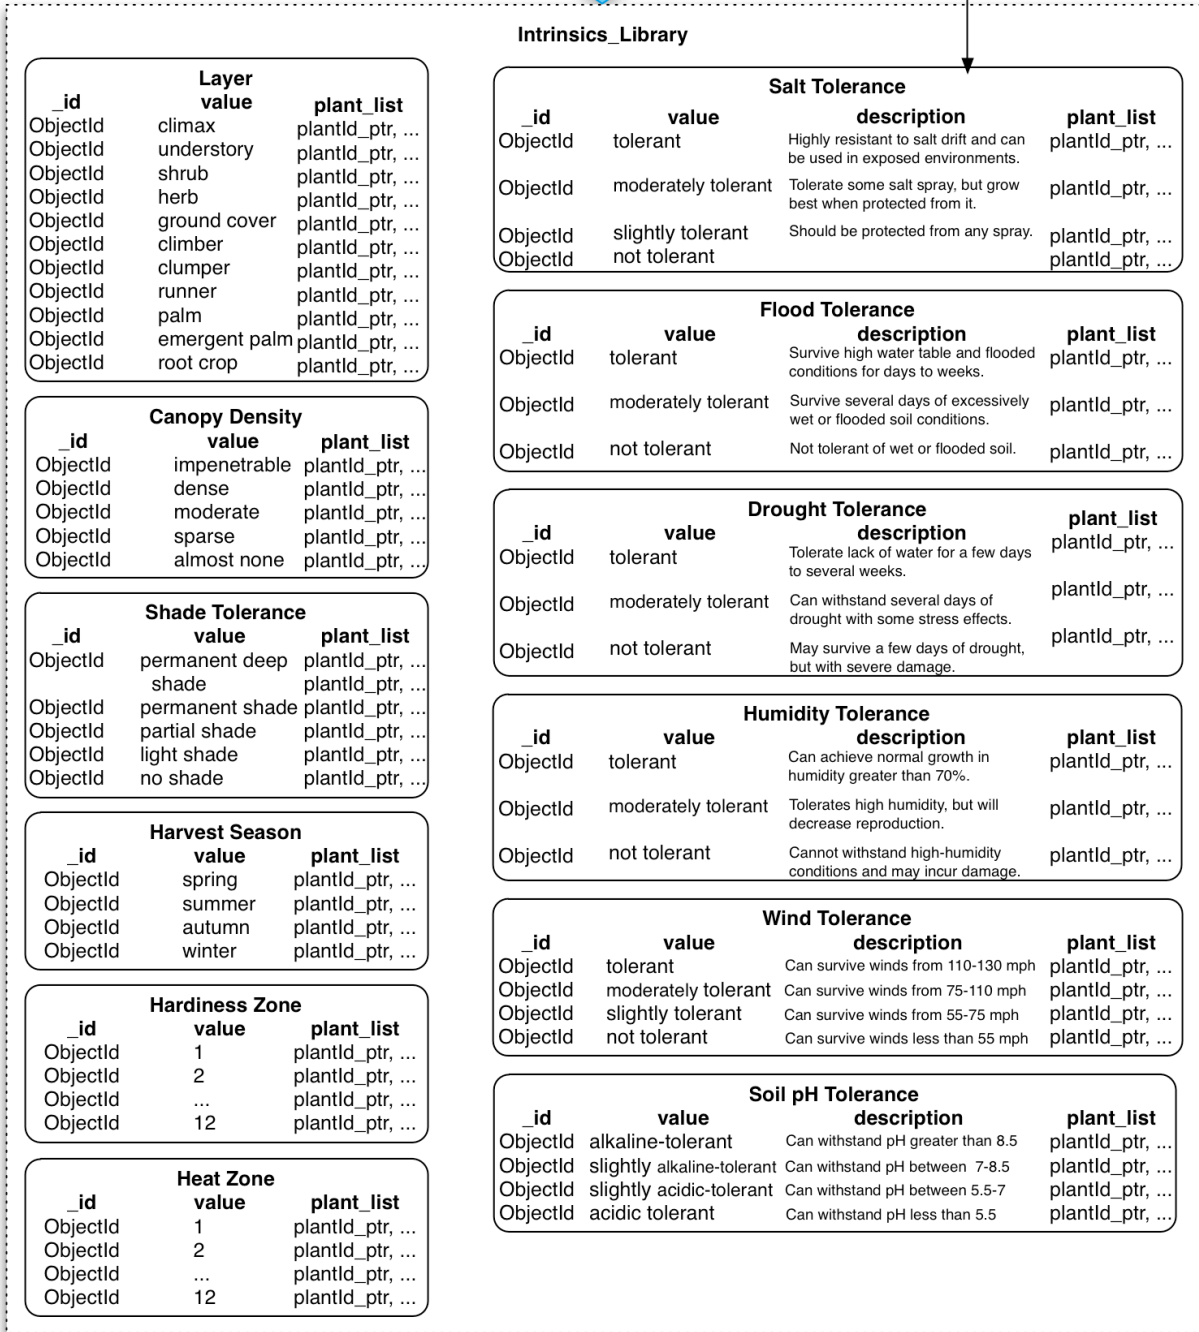 Intrinsics_Library
Layer
_id value plant_list
ObjectId climax plantId_ptr, ...
ObjectId understory plantId_ptr, ...
ObjectId shrub plantId_ptr, ...
ObjectId herb plantId_ptr, ...
ObjectId ground cover plantId_ptr, ...
ObjectId climber plantId_ptr, ...
ObjectId clumper plantId_ptr, ...
ObjectId runner plantId_ptr, ...
ObjectId palm plantId_ptr, ...
ObjectId emergent palm plantId_ptr, ...
ObjectId root crop plantId_ptr, ...
Canopy Density
_id value plant_list
ObjectId impenetrable plantId_ptr, ...
ObjectId dense plantId_ptr, ...
ObjectId moderate plantId_ptr, ...
ObjectId sparse plantId_ptr, ...
ObjectId almost none plantId_ptr, ...
Shade Tolerance
_id value plant_list
ObjectId permanent deep plantId_ptr, ...
shade plantId_ptr, ...
ObjectId permanent shade plantId_ptr, ...
ObjectId partial shade plantId_ptr, ...
ObjectId light shade plantId_ptr, ...
ObjectId no shade plantId_ptr, ...
Harvest Season
_id value plant_list
ObjectId spring plantId_ptr, ...
ObjectId summer plantId_ptr, ...
ObjectId autumn plantId_ptr, ...
ObjectId winter plantId_ptr, ...
Hardiness Zone
_id value plant_list
ObjectId 1 plantId_ptr, ...
ObjectId 2 plantId_ptr, ...
ObjectId ... plantId_ptr, ...
ObjectId 12 plantId_ptr, ...
Heat Zone
_id value plant_list
ObjectId 1 plantId_ptr, ...
ObjectId 2 plantId_ptr, ...
ObjectId ... plantId_ptr, ...
ObjectId 12 plantId_ptr, ...
Salt Tolerance
_id value description plant_list
ObjectId tolerant Highly resistant to salt drift and can plantId_ptr, ...
be used in exposed environments.
ObjectId moderately tolerant Tolerate some salt spray, but grow plantId_ptr, ...
best when protected from it.
ObjectId slightly tolerant Should be protected from any spray. plantId_ptr, ...
ObjectId not tolerant plantId_ptr, ...
Flood Tolerance
_id value description plant_list
ObjectId tolerant Survive high water table and flooded plantId_ptr, ...
conditions for days to weeks.
ObjectId moderately tolerant Survive several days of excessively plantId_ptr, ...
wet or flooded soil conditions.
ObjectId not tolerant Not tolerant of wet or flooded soil. plantId_ptr, ...
Drought Tolerance
_id value description plant_list
ObjectId tolerant Tolerate lack of water for a few days plantId_ptr, ...
to several weeks.
ObjectId moderately tolerant Can withstand several days of plantId_ptr, ...
drought with some stress effects.
ObjectId not tolerant May survive a few days of drought, plantId_ptr, ...
but with severe damage.
Humidity Tolerance
_id value description plant_list
ObjectId tolerant Can achieve normal growth in plantId_ptr, ...
humidity greater than 70%.
ObjectId moderately tolerant Tolerates high humidity, but will plantId_ptr, ...
decrease reproduction.
ObjectId not tolerant Cannot withstand high-humidity plantId_ptr, ...
conditions and may incur damage.
Wind Tolerance
_id value description plant_list
ObjectId tolerant Can survive winds from 110-130 mph plantId_ptr, ...
ObjectId moderately tolerant Can survive winds from 75-110 mph plantId_ptr, ...
ObjectId slightly tolerant Can survive winds from 55-75 mph plantId_ptr, ...
ObjectId not tolerant Can survive winds less than 55 mph plantId_ptr, ...
Soil pH Tolerance
_id value description plant_list
ObjectId alkaline-tolerant Can withstand pH greater than 8.5 plantId_ptr, ...
ObjectId slightly alkaline-tolerant Can withstand pH between 7-8.5 plantId_ptr, ...
ObjectId slightly acidic-tolerant Can withstand pH between 5.5-7 plantId_ptr, ...
ObjectId acidic tolerant Can withstand pH less than 5.5 plantId_ptr, ...